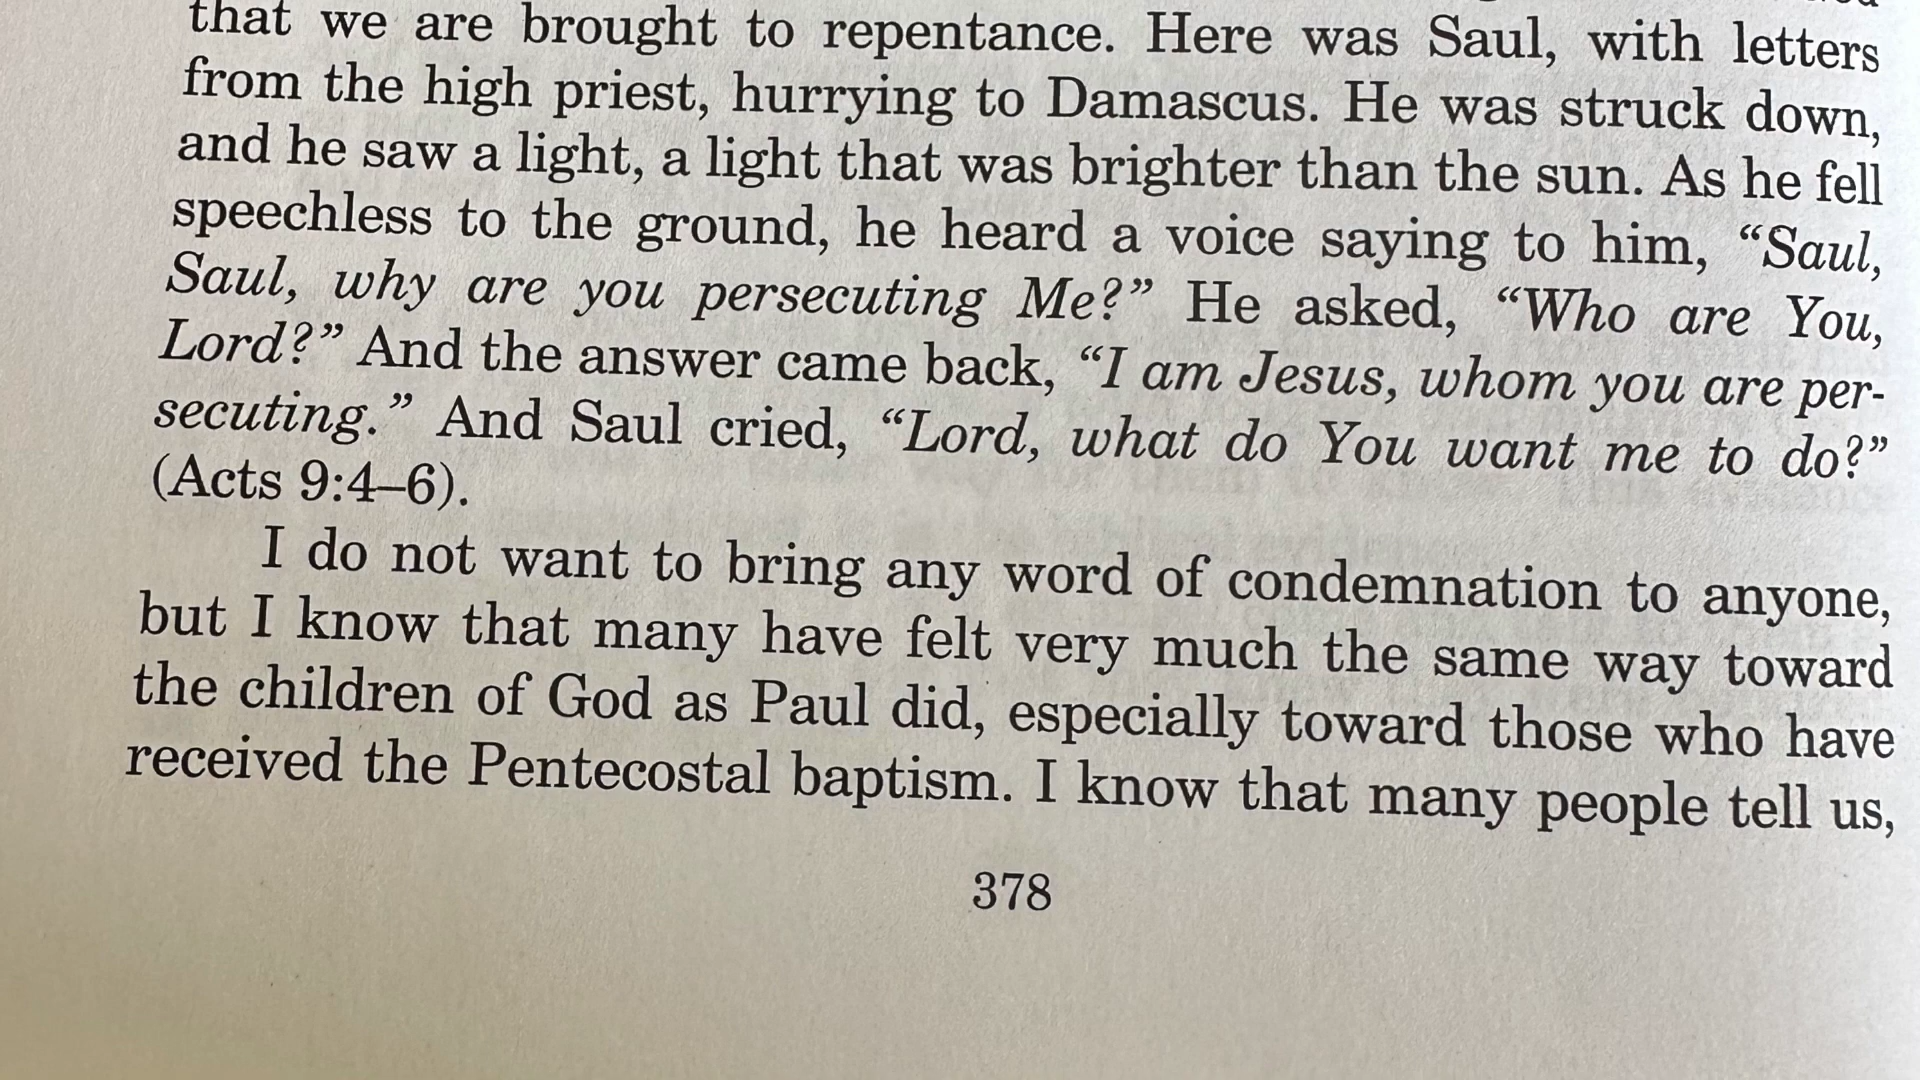 that we are brought to repentance. Here was Saul, with letters
from the high priest, hurrying to Damascus. He was struck down,
and he saw a light, a light that was brighter than the sun. As he fell
speechless to the ground, he heard a voice saying to him, “Saul,
Saul, why are you persecuting Me?” He asked, “Who are You,
Lord?” And the answer came back, “I am Jesus, whom you are per-
secuting.” And Saul cried, “Lord, what do You want me to do?”
(Acts 9:4–6).
I do not want to bring any word of condemnation to anyone,
but I know that many have felt very much the same way toward
the children of God as Paul did, especially toward those who have
received the Pentecostal baptism. I know that many people tell us,
378